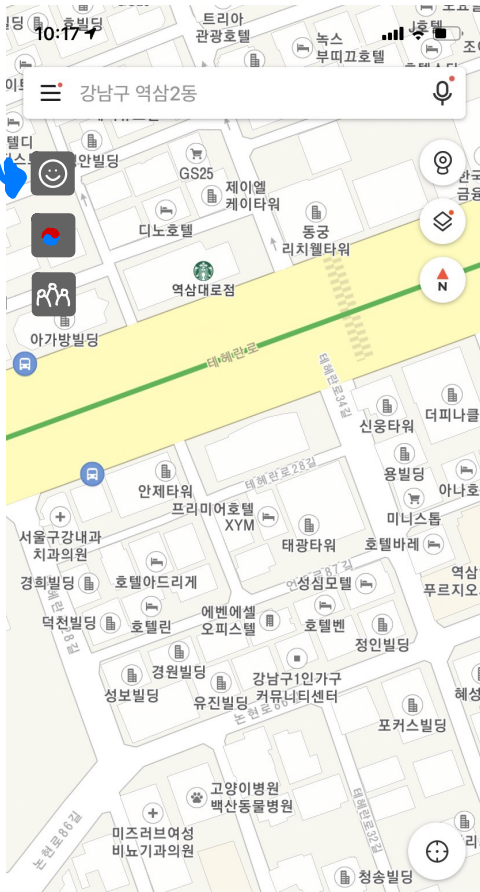 효빌딩
트리아
관광호텔
10:17
녹스
부띠끄호텔
강남구 역삼2동
GS25
제이엘
케이타워
디노호텔
동궁
리치웰타워
역삼대로점
N
아가방빌딩
테헤란로
테헤란로34길
더피나클
신웅타워
테헤란로28길
용빌딩
안제타워
아나호
프리미어호텔
XYM
미니스톱
서울구강내과
치과의원
태광타워
호텔바레
경희빌딩
호텔아드리게
성심모텔
역삼
푸르지오
덕천빌딩
호텔린
에벤에셀
오피스텔
호텔벤
정인빌딩
경원빌딩
성보빌딩
유진빌딩
강남구1인가구
커뮤니티센터
혜성
포커스빌딩
고양이병원
백산동물병원
미즈러브여성
비뇨기과의원
논현로86길
테헤란로32길
청송빌딩